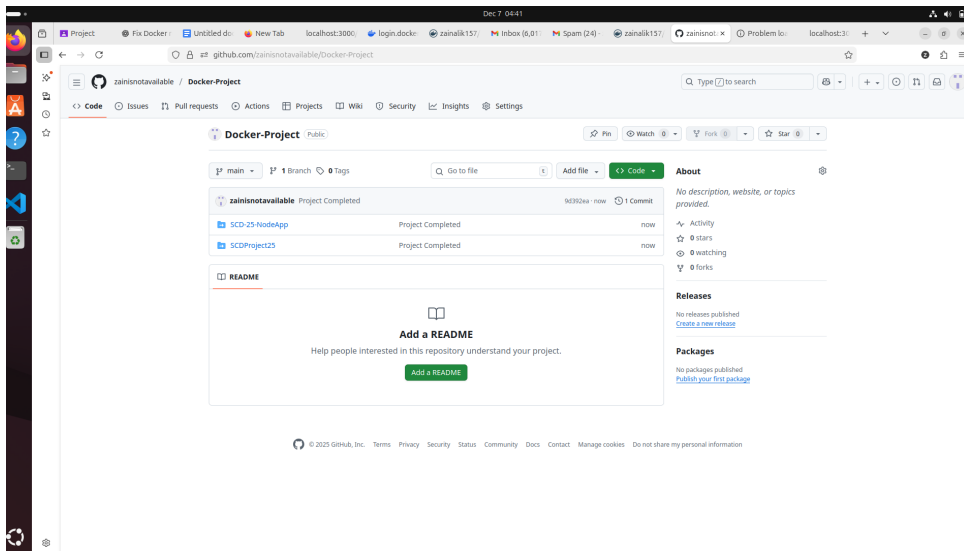 Dec 7 04:41
Project
Fix Docker
Untitled do
New Tab
localhost:3000/
login.docke
zainalik157/
Inbox (6,01
Spam (24) -
zainalik157/
zainisnot
Problem loa
localhost:30
github.com/zainisnotavailable/Docker-Project
zainisnotavailable / Docker-Project
Type / to search
Code
Issues
Pull requests
Actions
Projects
Wiki
Security
Insights
Settings
Docker-Project Public
Pin
Watch 0
Fork 0
Star 0
main
1 Branch
0 Tags
Go to file
t
Add file
Code
zainisnotavailable Project Completed
9d392ea · now
1 Commit
SCD-25-NodeApp
Project Completed
now
SCDProject25
Project Completed
now
README
Add a README
Help people interested in this repository understand your project.
Add a README
About
No description, website, or topics
provided.
Activity
0 stars
0 watching
0 forks
Releases
No releases published
Create a new release
Packages
No packages published
Publish your first package
© 2025 GitHub, Inc.
Terms
Privacy
Security
Status
Community
Docs
Contact
Manage cookies
Do not share my personal information